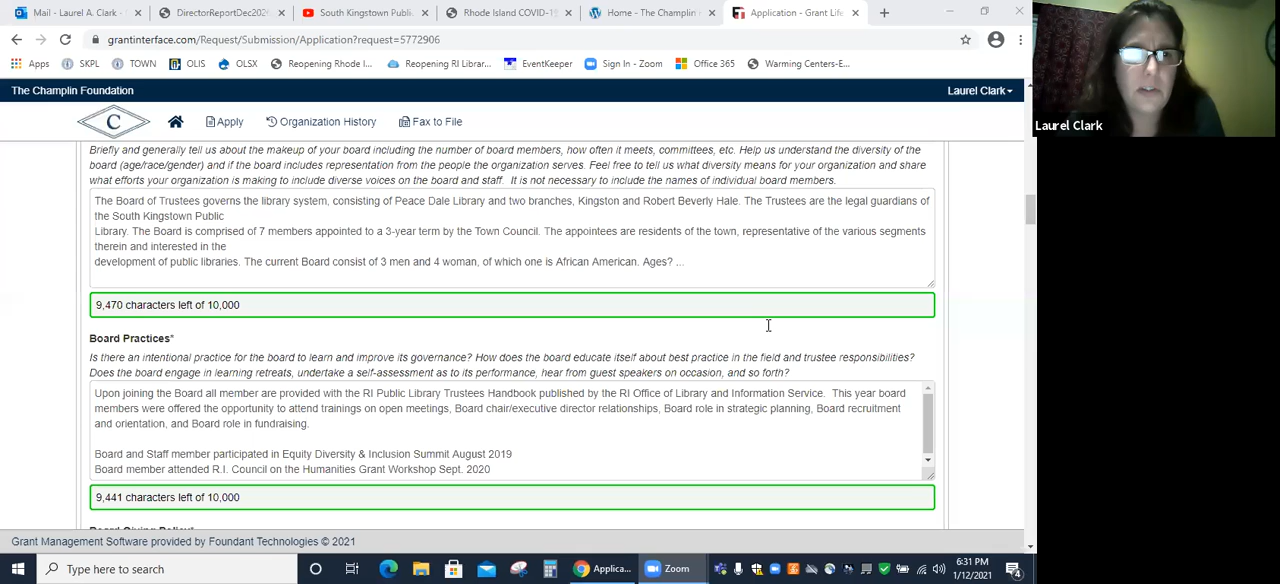 Mail - Laurel A. Clark -
DirectorReportDec202
South Kingstown Publi
Rhode Island COVID-19
Home - The Champlin
Application - Grant Life
grantinterface.com/Request/Submission/Application?request=5772906
Apps
SKPL
TOWN
OLIS
OLSX
Reopening Rhode I...
Reopening RI Librar...
EventKeeper
Sign In - Zoom
Office 365
Warming Centers-E...
The Champlin Foundation
Laurel Clark
C
Apply
Organization History
Fax to File
Briefly and generally tell us about the makeup of your board including the number of board members, how often it meets, committees, etc. Help us understand the diversity of the
board (age/race/gender) and if the board includes representation from the people the organization serves. Feel free to tell us what diversity means for your organization and share
what efforts your organization is making to include diverse voices on the board and staff. It is not necessary to include the names of individual board members.
The Board of Trustees governs the library system, consisting of Peace Dale Library and two branches, Kingston and Robert Beverly Hale. The Trustees are the legal guardians of
the South Kingstown Public
Library. The Board is comprised of 7 members appointed to a 3-year term by the Town Council. The appointees are residents of the town, representative of the various segments
therein and interested in the
development of public libraries. The current Board consist of 3 men and 4 woman, of which one is African American. Ages? ...
9,470 characters left of 10,000
Board Practices*
Is there an intentional practice for the board to learn and improve its governance? How does the board educate itself about best practice in the field and trustee responsibilities?
Does the board engage in learning retreats, undertake a self-assessment as to its performance, hear from guest speakers on occasion, and so forth?
Upon joining the Board all member are provided with the RI Public Library Trustees Handbook published by the RI Office of Library and Information Service. This year board
members were offered the opportunity to attend trainings on open meetings, Board chair/executive director relationships, Board role in strategic planning, Board recruitment
and orientation, and Board role in fundraising.
Board and Staff member participated in Equity Diversity & Inclusion Summit August 2019
Board member attended R.I. Council on the Humanities Grant Workshop Sept. 2020
9,441 characters left of 10,000
Board Giving Policy*
Grant Management Software provided by Foundant Technologies © 2021
Type here to search
Applica...
Zoom
6:31 PM
1/12/2021
4
Laurel Clark